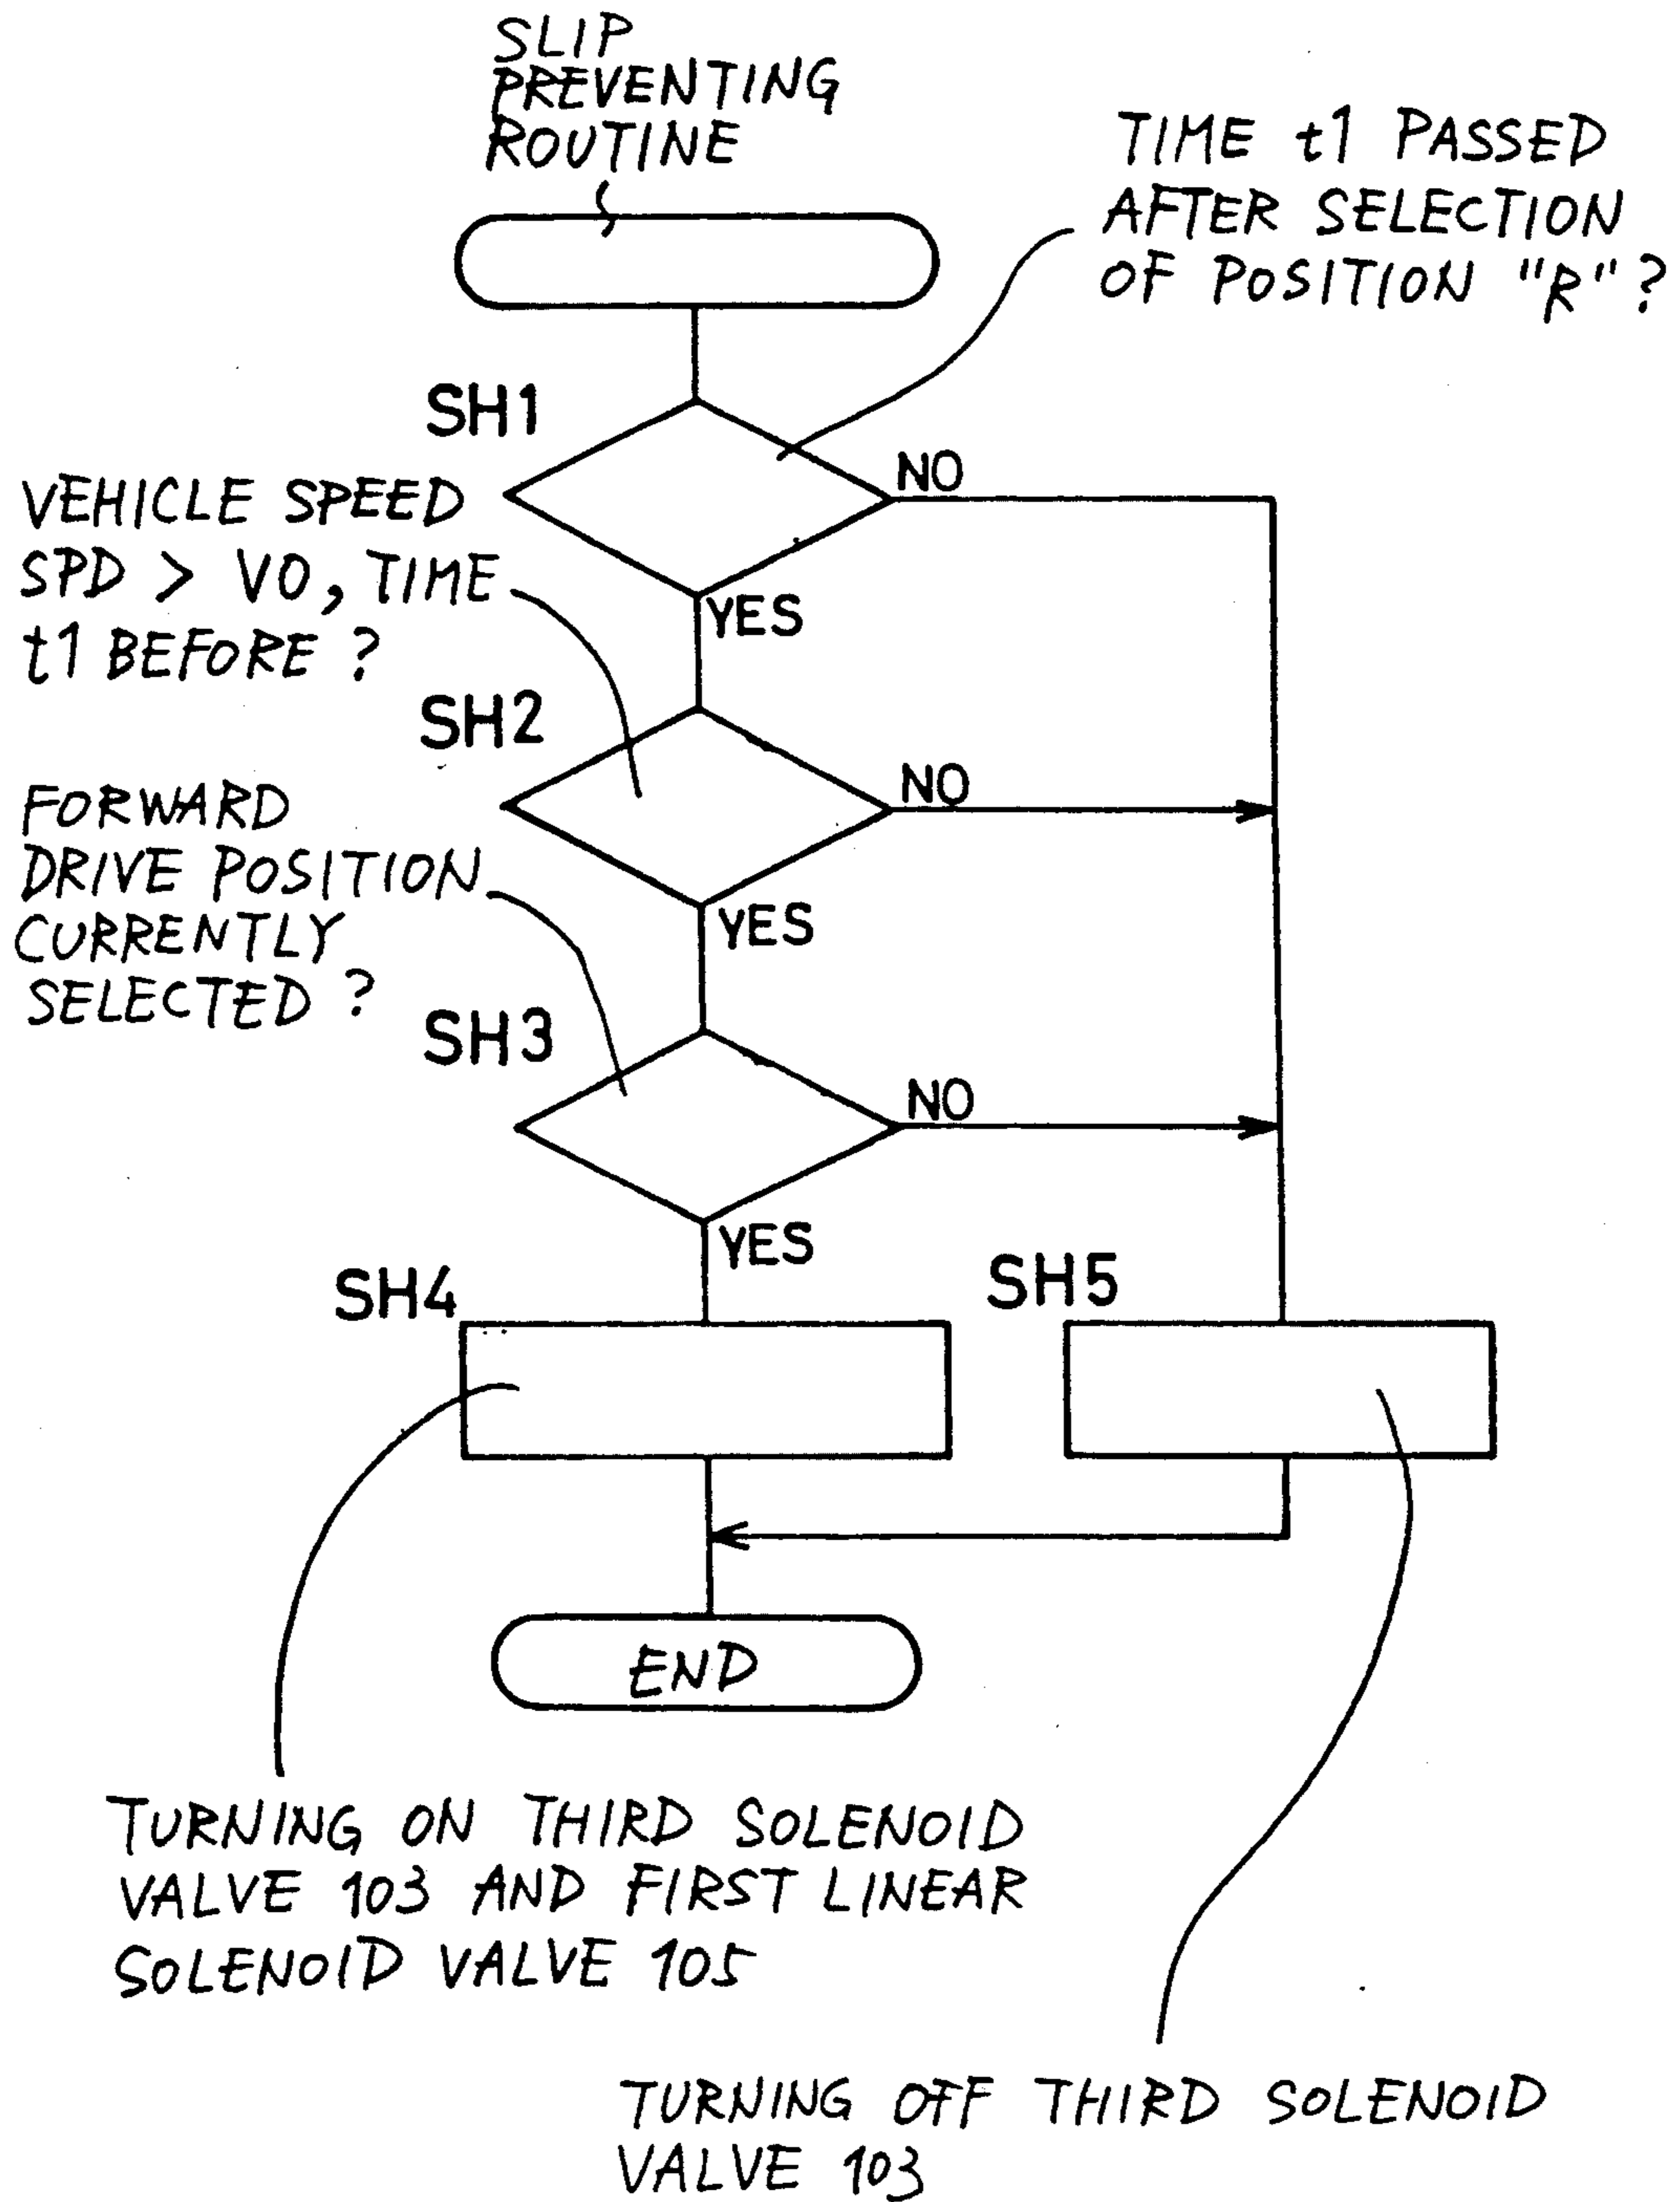 SLIP
PREVENTING
ROUTINE
TIME t1 PASSED
AFTER SELECTION
OF POSITION "R" ?
SH1
NO
YES
VEHICLE SPEED
SPD > V0, TIME
t1 BEFORE ?
SH2
NO
YES
FORWARD
DRIVE POSITION
CURRENTLY
SELECTED ?
SH3
NO
YES
SH4
SH5
END
TURNING ON THIRD SOLENOID
VALVE 103 AND FIRST LINEAR
SOLENOID VALVE 105
TURNING OFF THIRD SOLENOID
VALVE 103